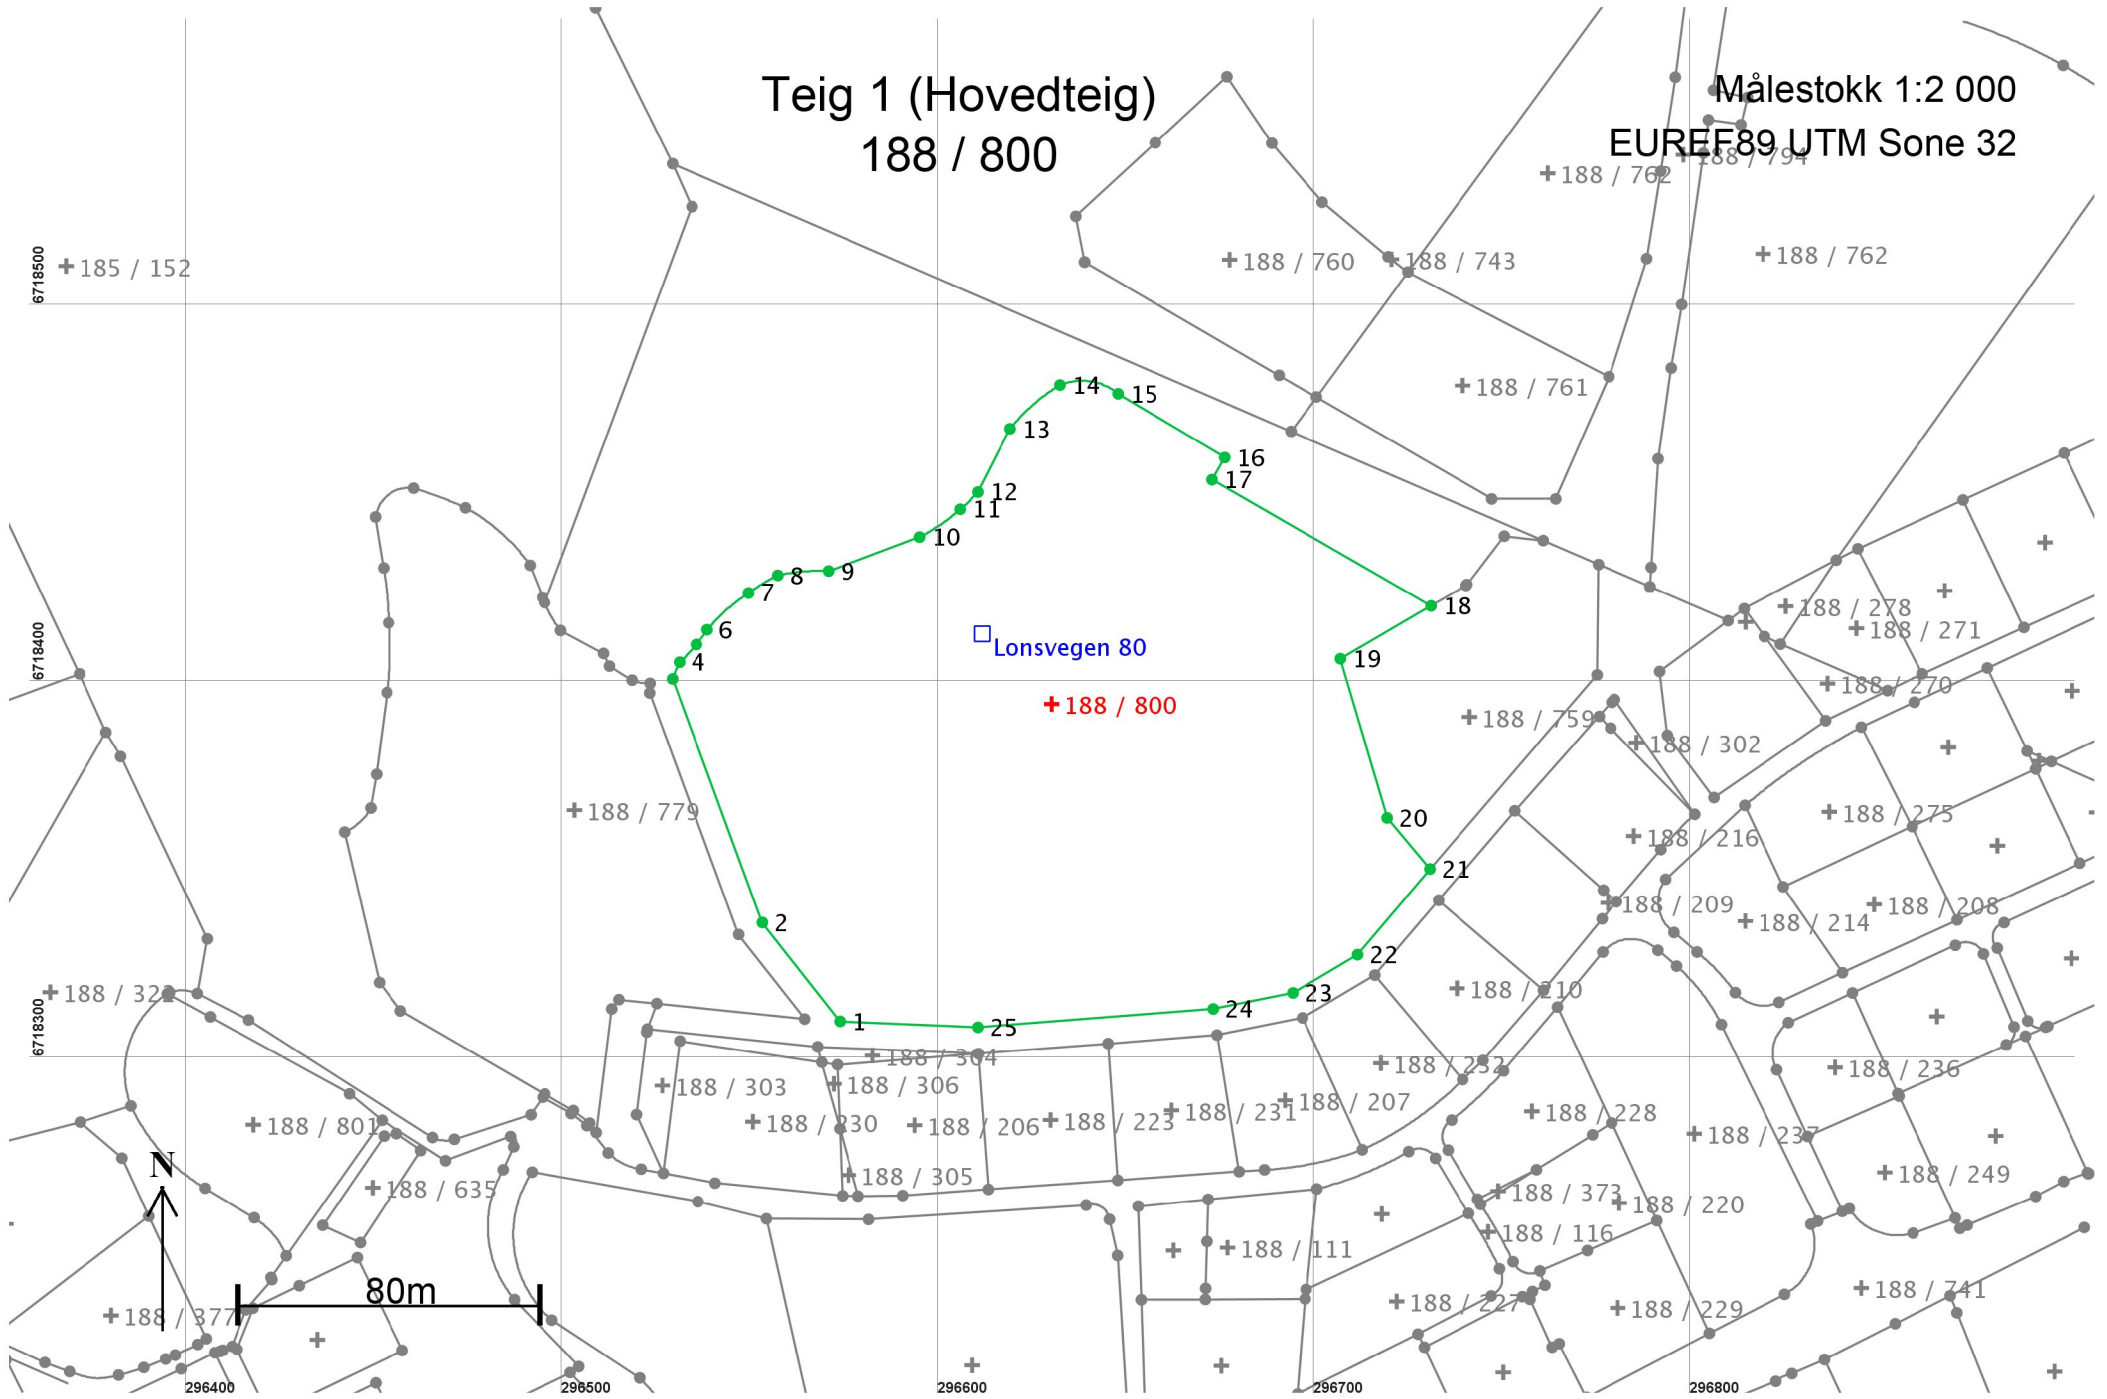 Teig 1 (Hovedteig)
188 / 800
Målestokk 1:2 000
EUREF89 UTM Sone 32
188 / 794
188 / 762
185 / 152
188 / 760
188 / 743
188 / 762
6718500
188 / 761
14
15
13
16
17
12
11
10
9
8
7
6
4
18
188 / 278
188 / 271
Lonsvegen 80
19
6718400
188 / 270
188 / 800
188 / 759
188 / 302
188 / 779
20
188 / 275
188 / 216
21
188 / 209
188 / 208
188 / 214
2
22
188 / 322
188 / 210
23
24
1
25
6718300
188 / 304
188 / 232
188 / 236
188 / 303
188 / 306
188 / 207
188 / 231
188 / 228
188 / 801
188 / 230
188 / 206
188 / 223
188 / 237
N
188 / 305
188 / 249
188 / 635
188 / 373
188 / 220
188 / 116
188 / 111
80m
188 / 741
188 / 377
188 / 227
188 / 229
296400
296500
296600
296700
296800